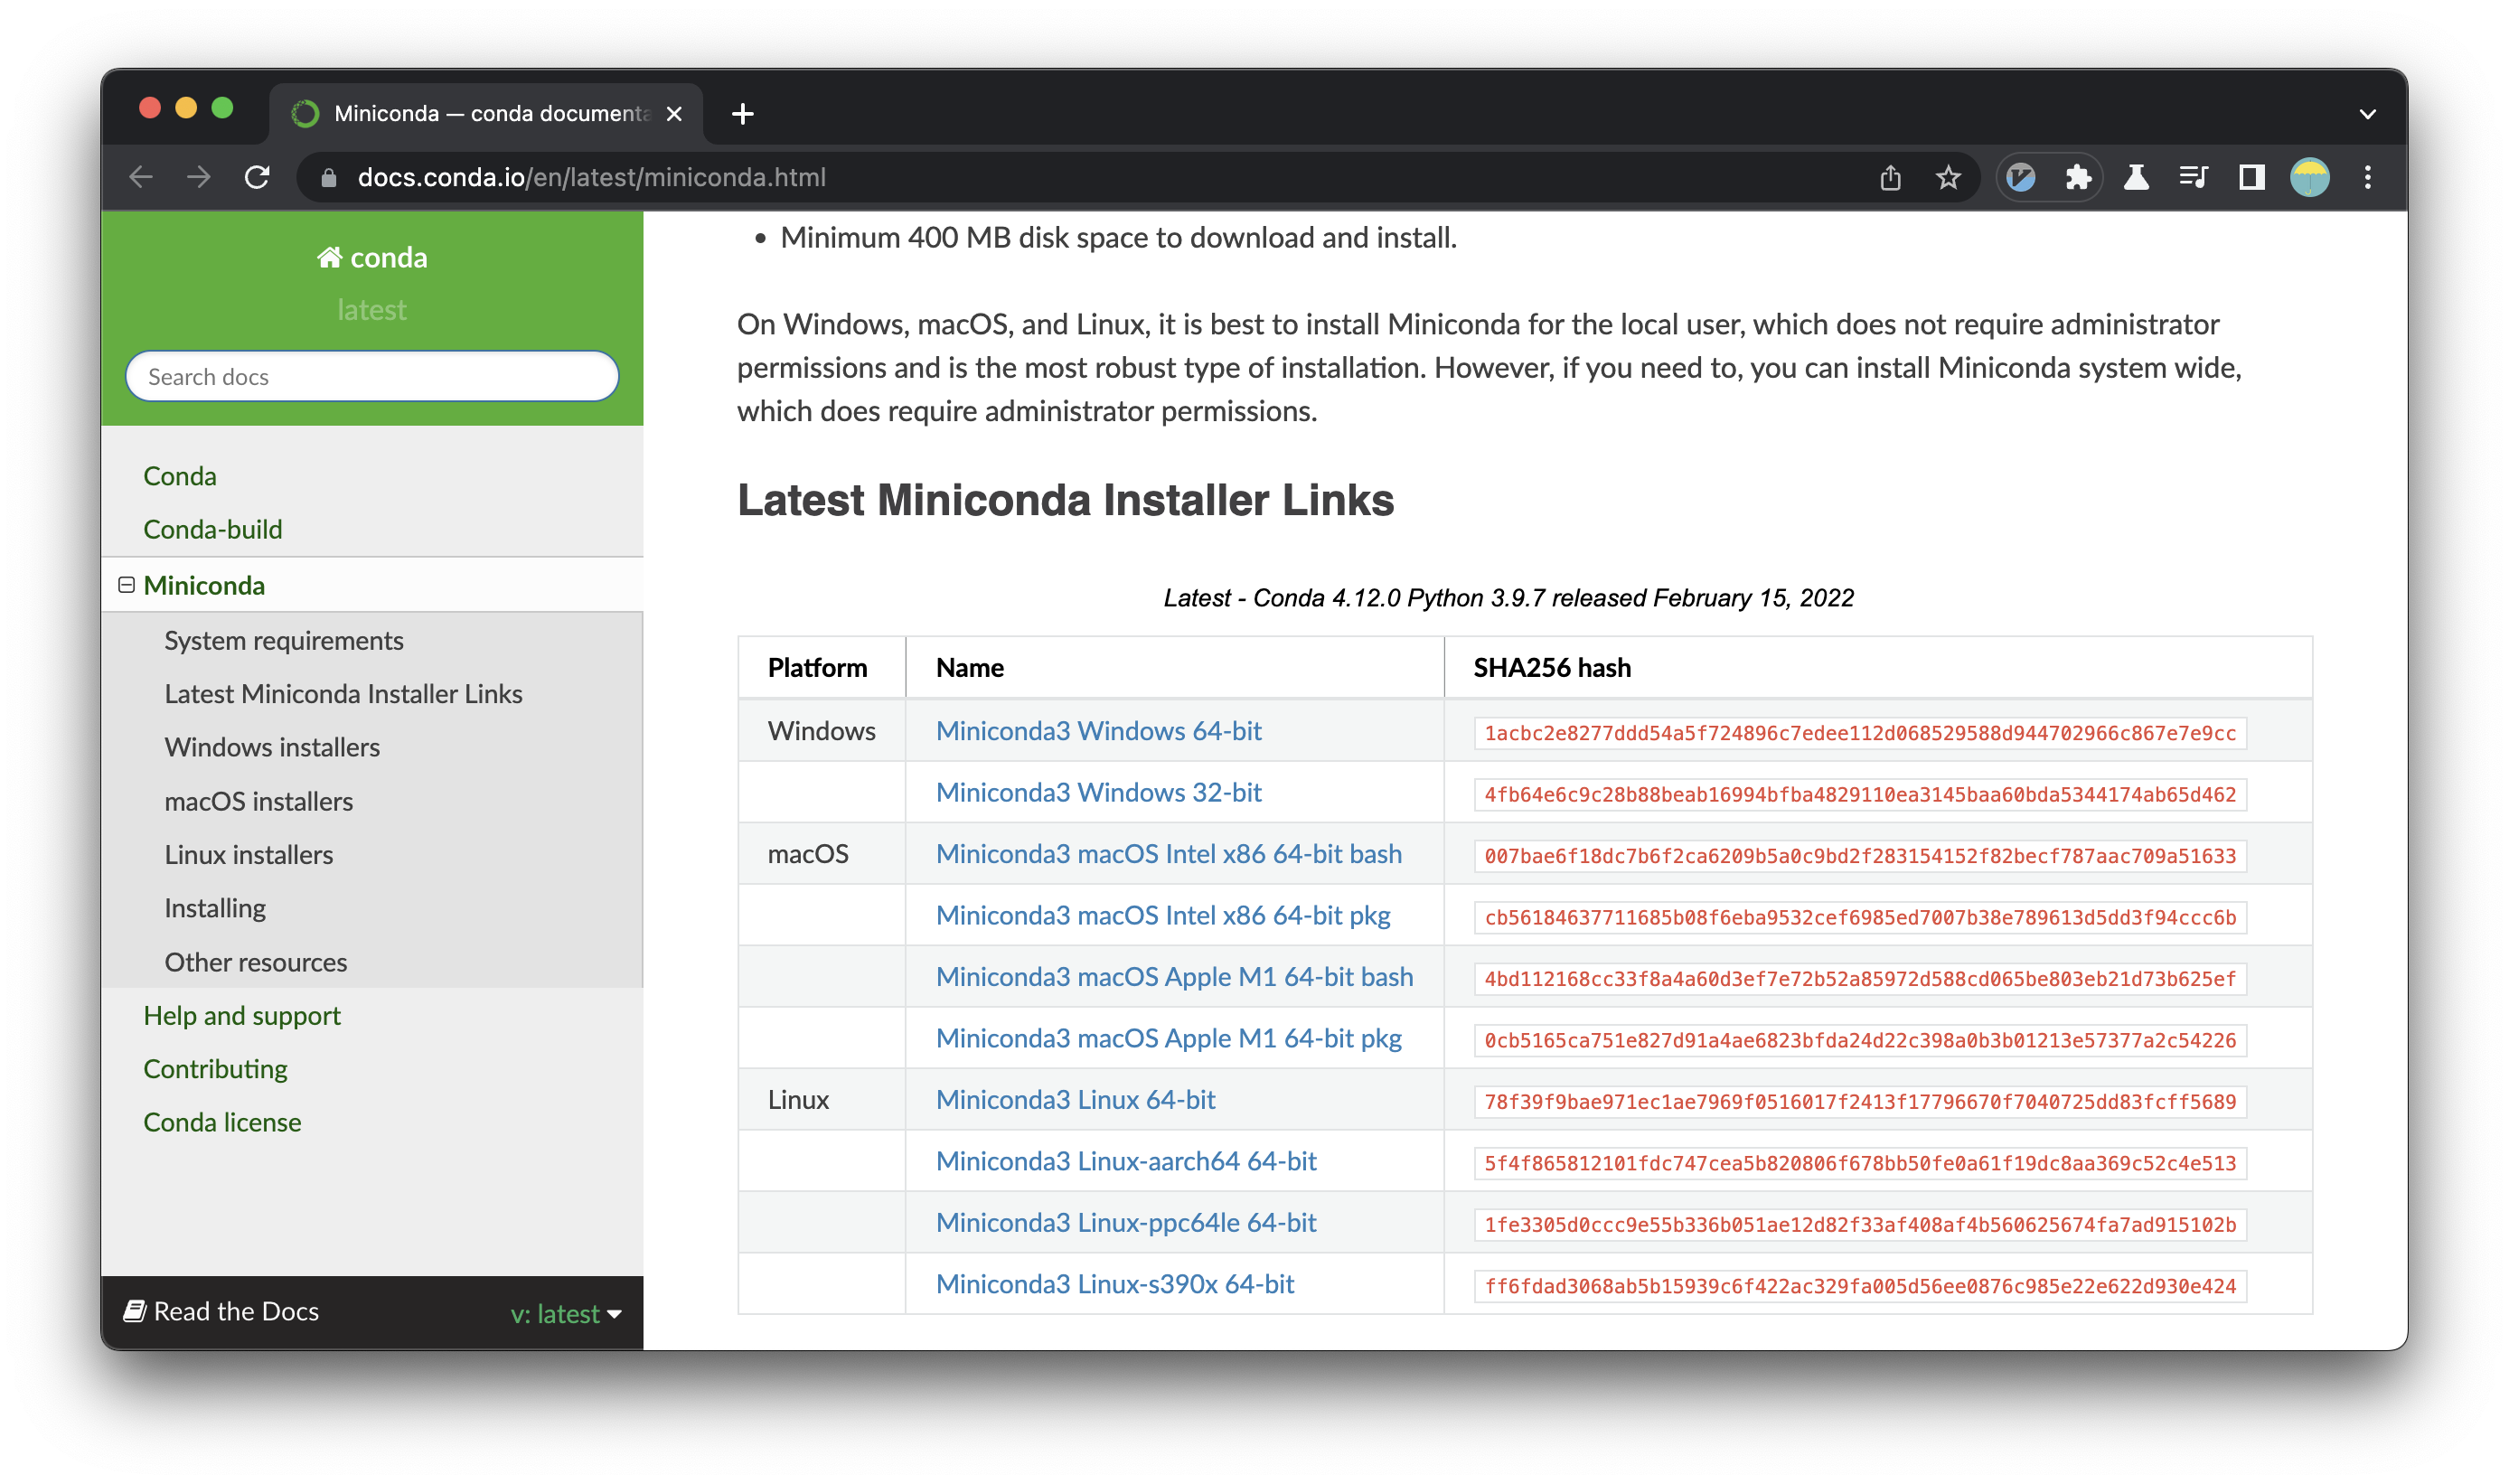 Miniconda — conda documenta
docs.conda.io/en/latest/miniconda.html
conda
latest
Search docs
Conda
Conda-build
Miniconda
System requirements
Latest Miniconda Installer Links
Windows installers
macOS installers
Linux installers
Installing
Other resources
Help and support
Contributing
Conda license
Read the Docs
v: latest
• Minimum 400 MB disk space to download and install.
On Windows, macOS, and Linux, it is best to install Miniconda for the local user, which does not require administrator
permissions and is the most robust type of installation. However, if you need to, you can install Miniconda system wide,
which does require administrator permissions.
Latest Miniconda Installer Links
Latest - Conda 4.12.0 Python 3.9.7 released February 15, 2022
Platform Name SHA256 hash
Windows Miniconda3 Windows 64-bit 1acbc2e8277ddd54a5f724896c7edee112d068529588d944702966c867e7e9cc
Miniconda3 Windows 32-bit 4fb64e6c9c28b88beab16994bfba4829110ea3145baa60bda5344174ab65d462
macOS Miniconda3 macOS Intel x86 64-bit bash 007bae6f18dc7b6f2ca6209b5a0c9bd2f283154152f82becf787aac709a51633
Miniconda3 macOS Intel x86 64-bit pkg cb56184637711685b08f6eba9532cef6985ed7007b38e789613d5dd3f94ccc6b
Miniconda3 macOS Apple M1 64-bit bash 4bd112168cc33f8a4a60d3ef7e72b52a85972d588cd065be803eb21d73b625ef
Miniconda3 macOS Apple M1 64-bit pkg 0cb5165ca751e827d91a4ae6823bfda24d22c398a0b3b01213e57377a2c54226
Linux Miniconda3 Linux 64-bit 78f39f9bae971ec1ae7969f0516017f2413f17796670f7040725dd83fcff5689
Miniconda3 Linux-aarch64 64-bit 5f4f865812101fdc747cea5b820806f678bb50fe0a61f19dc8aa369c52c4e513
Miniconda3 Linux-ppc64le 64-bit 1fe3305d0ccc9e55b336b051ae12d82f33af408af4b560625674fa7ad915102b
Miniconda3 Linux-s390x 64-bit ff6fdad3068ab5b15939c6f422ac329fa005d56ee0876c985e22e622d930e424